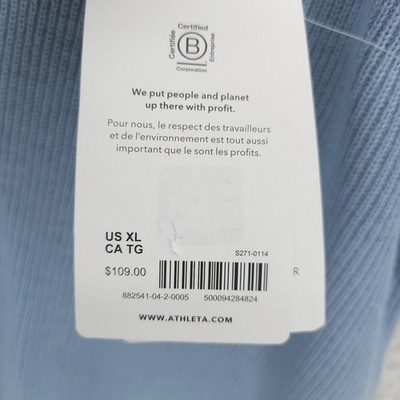 Certified
Certifiée
B
Entreprise
Corporation
We put people and planet
up there with profit.
Pour nous, le respect des travailleurs
et de l'environnement est tout aussi
important que le sont les profits.
US XL
CA TG
S271-0114
$109.00
R
882541-04-2-0005 500094284824
WWW.ATHLETA.COM